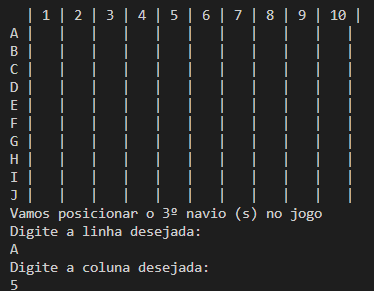 | 1 | 2 | 3 | 4 | 5 | 6 | 7 | 8 | 9 | 10 |
A |   |   |   |   |   |   |   |   |   |    |
B |   |   |   |   |   |   |   |   |   |    |
C |   |   |   |   |   |   |   |   |   |    |
D |   |   |   |   |   |   |   |   |   |    |
E |   |   |   |   |   |   |   |   |   |    |
F |   |   |   |   |   |   |   |   |   |    |
G |   |   |   |   |   |   |   |   |   |    |
H |   |   |   |   |   |   |   |   |   |    |
I |   |   |   |   |   |   |   |   |   |    |
J |   |   |   |   |   |   |   |   |   |    |
Vamos posicionar o 3º navio (s) no jogo
Digite a linha desejada:
A
Digite a coluna desejada:
5